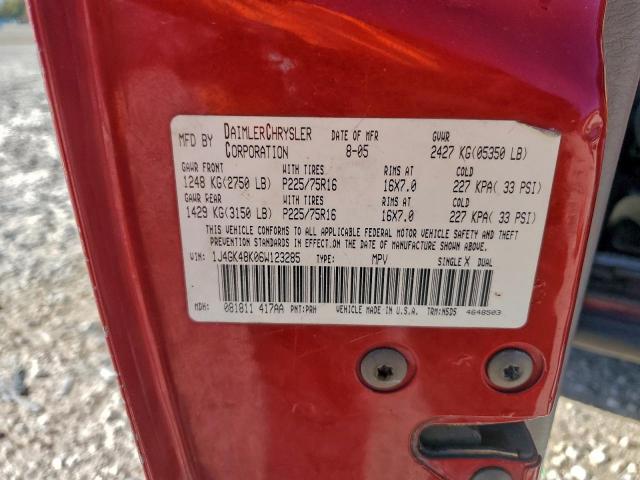 MFD BY DAIMLERCHRYSLER CORPORATION DATE OF MFR 8-05 GVWR 2427 KG(05350 LB)
GAWR FRONT WITH TIRES RIMS AT COLD
1248 KG(2750 LB) P225/75R16 16X7.0 227 KPA( 33 PSI)
GAWR REAR WITH TIRES RIMS AT COLD
1429 KG(3150 LB) P225/75R16 16X7.0 227 KPA( 33 PSI)
THIS VEHICLE CONFORMS TO ALL APPLICABLE FEDERAL MOTOR VEHICLE SAFETY AND THEFT
PREVENTION STANDARDS IN EFFECT ON THE DATE OF MANUFACTURE SHOWN ABOVE.
VIN: 1J4GK48K06W123285 TYPE: MPV SINGLE X DUAL
MDH: 081811 417AA PNT:PRH VEHICLE MADE IN U.S.A. TRM:N5D5 4648503